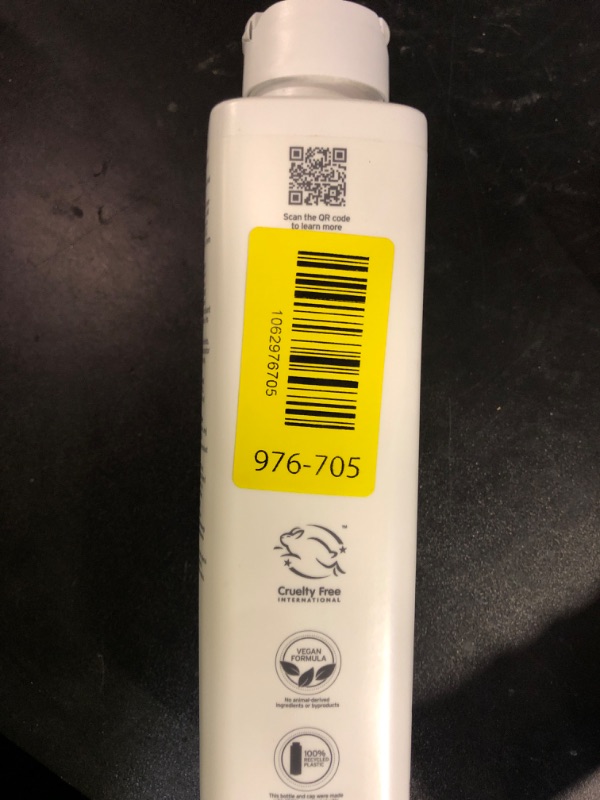 Scan the QR code
to learn more
1062976705
976-705
TM
Cruelty Free
INTERNATIONAL
VEGAN
FORMULA
No animal-derived
ingredients or byproducts
100%
RECYCLED
PLASTIC
This bottle and cap were made